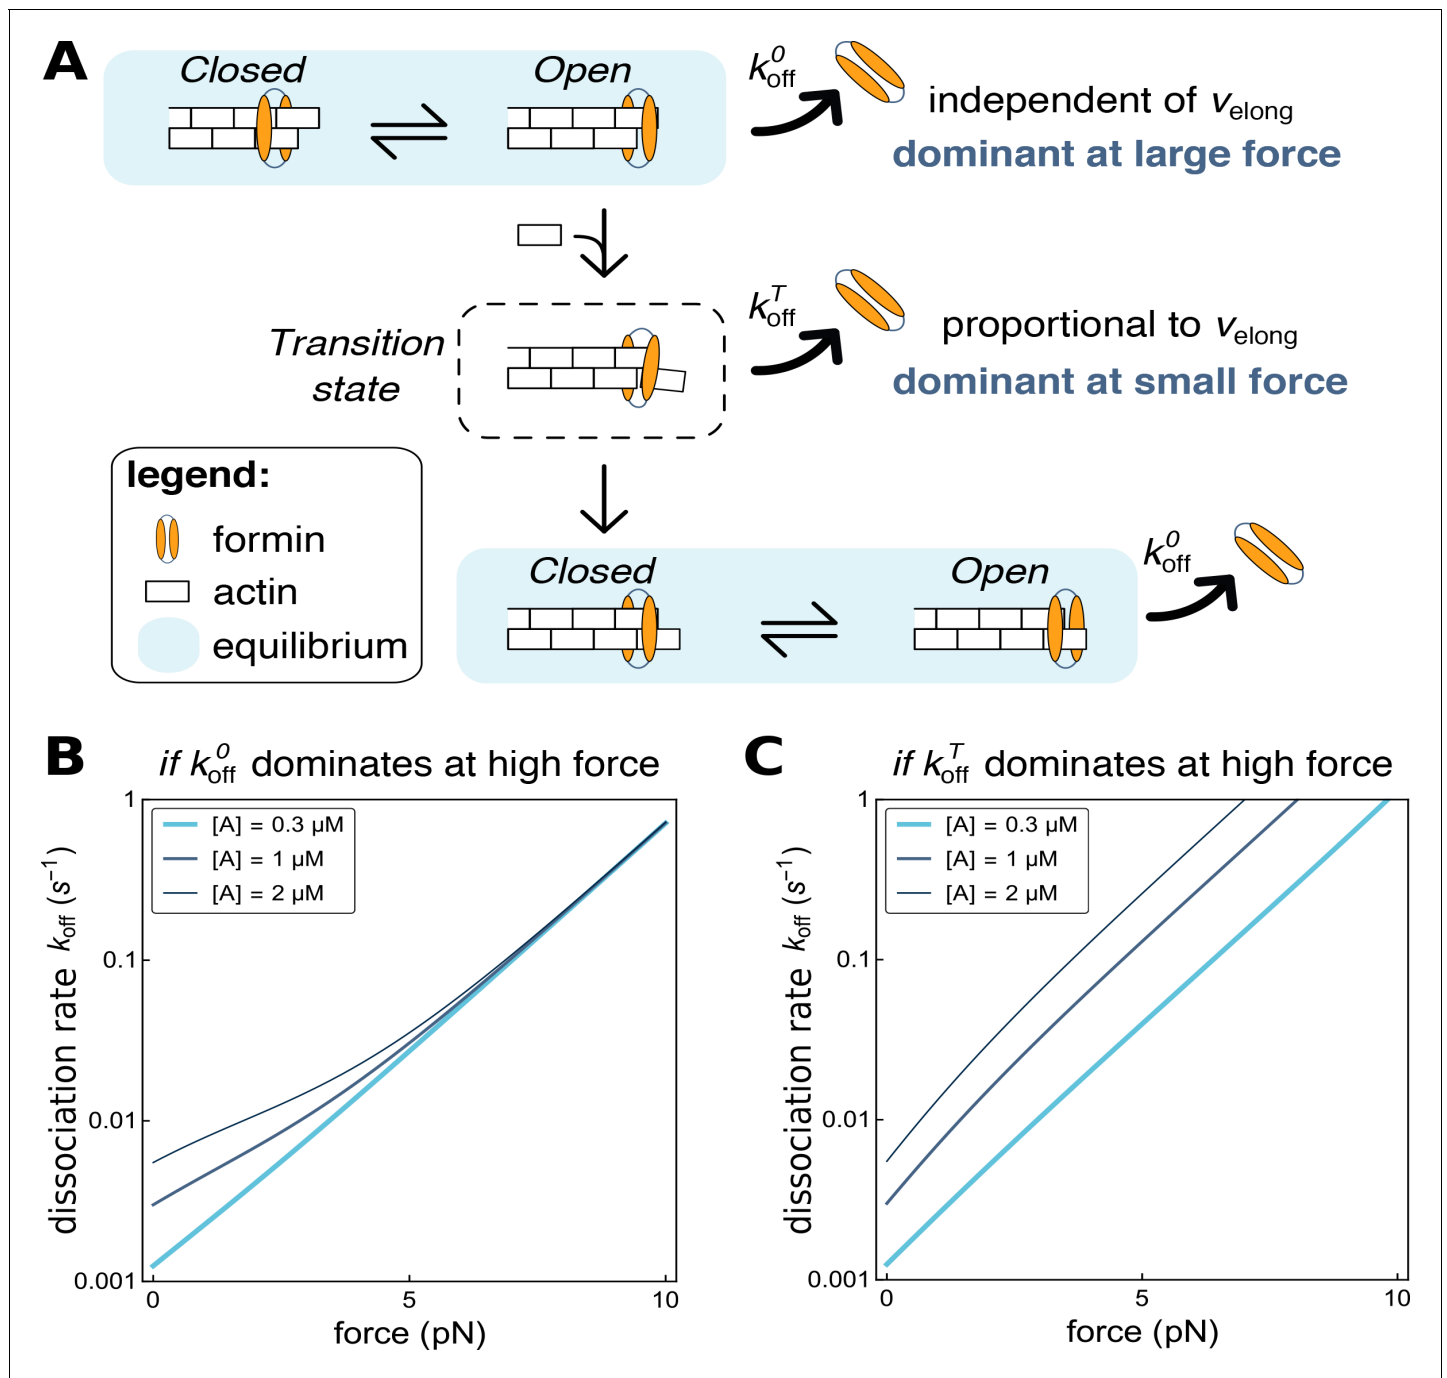 A
Closed
Open
k⁰off
independent of velong
dominant at large force
Transition
state
kᵀoff
proportional to velong
dominant at small force
legend:
formin
actin
equilibrium
Closed
Open
k⁰off
B
if k⁰off dominates at high force
[A] = 0.3 μM
[A] = 1 μM
[A] = 2 μM
dissociation rate koff (s⁻¹)
1
0.1
0.01
0.001
0
5
10
force (pN)
C
if kᵀoff dominates at high force
[A] = 0.3 μM
[A] = 1 μM
[A] = 2 μM
dissociation rate koff (s⁻¹)
1
0.1
0.01
0.001
0
5
10
force (pN)